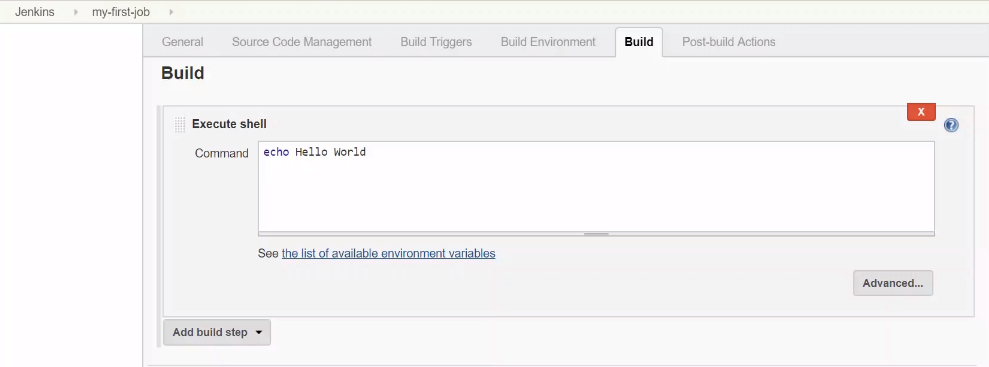 Jenkins my-first-job
General Source Code Management Build Triggers Build Environment Build Post-build Actions
Build
X
Execute shell
?
Command echo Hello World
See the list of available environment variables
Advanced...
Add build step